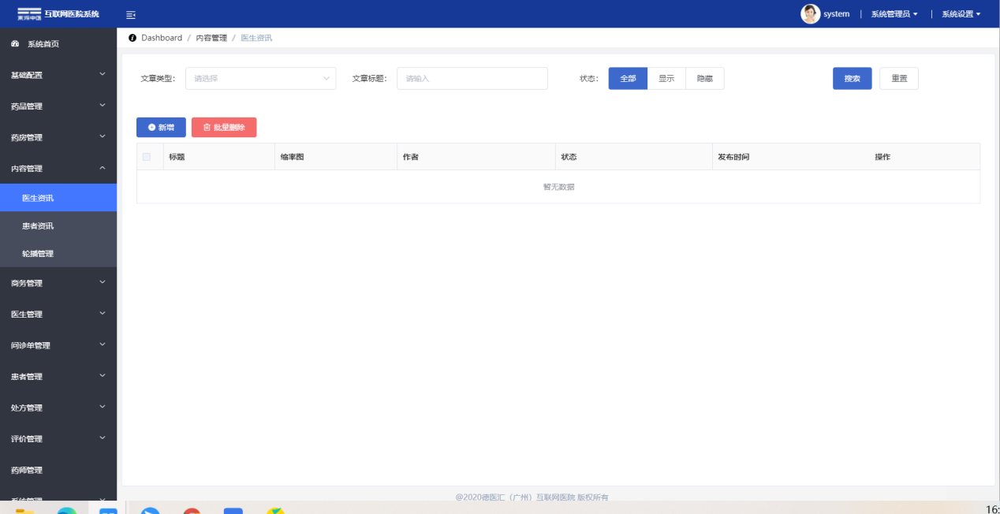 東海中医 互联网医院系统
system | 系统管理员 | 系统设置
系统首页
Dashboard / 内容管理 / 医生资讯
基础配置
药品管理
药房管理
内容管理
医生资讯
患者资讯
轮播管理
商务管理
医生管理
问诊单管理
患者管理
处方管理
评价管理
药师管理
系统管理
文章类型： 请选择 文章标题： 请输入 状态： 全部 显示 隐藏 搜索 重置
新增 批量删除
标题 缩率图 作者 状态 发布时间 操作
暂无数据
@2020德医汇（广州）互联网医院 版权所有
16: